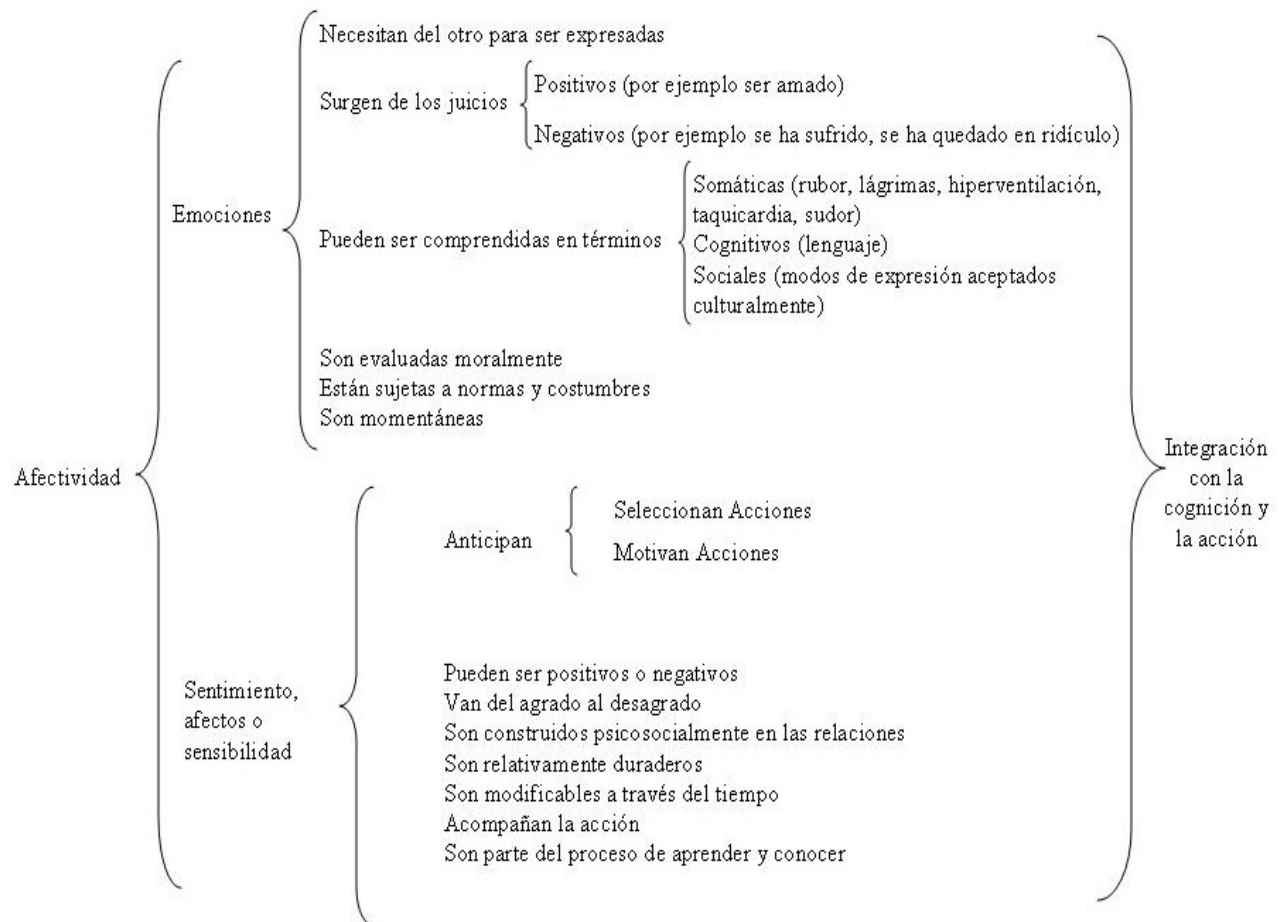 Afectividad
Emociones
Necesitan del otro para ser expresadas
Surgen de los juicios
Positivos (por ejemplo ser amado)
Negativos (por ejemplo se ha sufrido, se ha quedado en ridículo)
Pueden ser comprendidas en términos
Somáticas (rubor, lágrimas, hiperventilación,
taquicardia, sudor)
Cognitivos (lenguaje)
Sociales (modos de expresión aceptados
culturalmente)
Son evaluadas moralmente
Están sujetas a normas y costumbres
Son momentáneas
Sentimiento,
afectos o
sensibilidad
Anticipan
Seleccionan Acciones
Motivan Acciones
Pueden ser positivos o negativos
Van del agrado al desagrado
Son construidos psicosocialmente en las relaciones
Son relativamente duraderos
Son modificables a través del tiempo
Acompañan la acción
Son parte del proceso de aprender y conocer
Integración
con la
cognición y
la acción